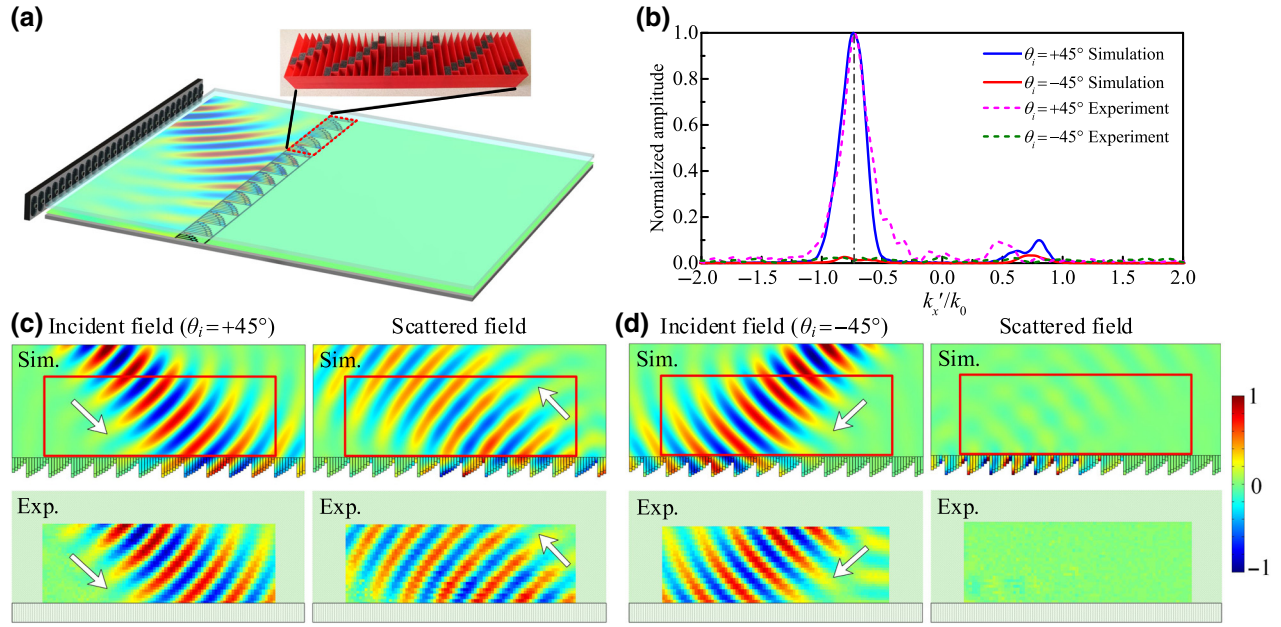 (a)
(b)
1.0
0.8
0.6
0.4
0.2
0.0
Normalized amplitude
θi=+45° Simulation
θi=−45° Simulation
θi=+45° Experiment
θi=−45° Experiment
−2.0 −1.5 −1.0 −0.5 0.0 0.5 1.0 1.5 2.0
kx′/k0
(c) Incident field (θi=+45°) Scattered field
Sim. Sim.
Exp. Exp.
(d) Incident field (θi=−45°) Scattered field
Sim. Sim.
Exp. Exp.
1
0
−1